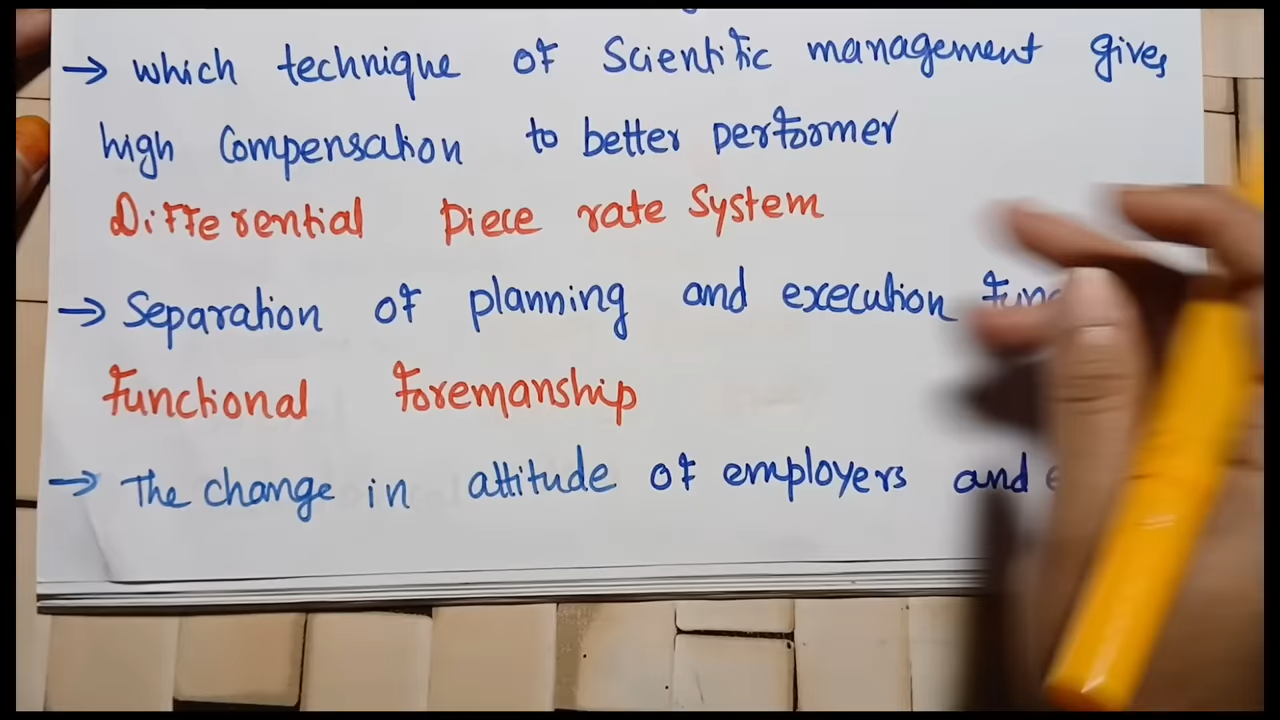 → which technique of Scientific management gives
high Compensation to better performer
Differential piece rate System
→ Separation of planning and execution
Functional foremanship
→ The change in attitude of employers and